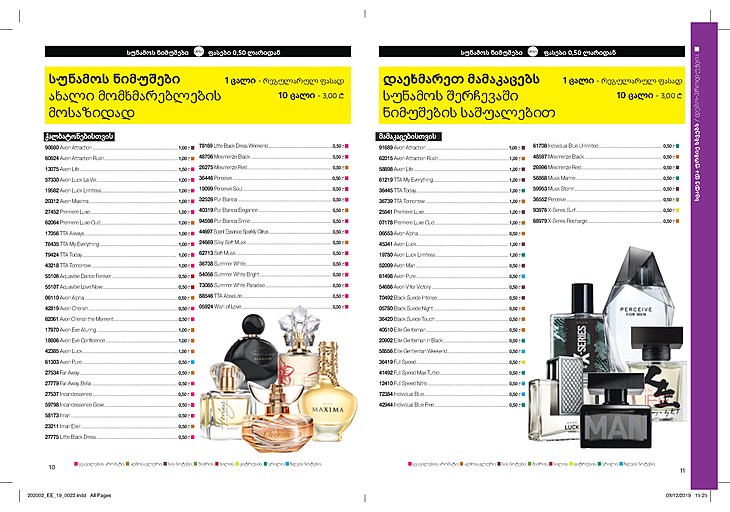 სუნამოს ნიმუშები ფასები 0,50 ლარიდან
სუნამოს ნიმუშები
ახალი მომხმარებლების
მოსაზიდად
1 ცალი - რეგულარულ ფასად
10 ცალი - 3,00 ₾
ქალბატონებისთვის
90680 Avon Attraction 1,00 ₾
60824 Avon Attraction Rush 1,00 ₾
13075 Avon Life 1,50 ₾
57330 Avon Luck La Vie 1,00 ₾
19582 Avon Luck Limitless 1,00 ₾
20312 Avon Maxima 1,00 ₾
27452 Premiere Luxe 1,00 ₾
62064 Premiere Luxe Oud 1,00 ₾
17056 TTA Always 1,00 ₾
76435 TTA My Everything 1,00 ₾
79424 TTA Today 1,00 ₾
43218 TTA Tomorrow 1,00 ₾
55106 Aquavibe Dance Forever 0,50 ₾
55107 Aquavibe Love Now 0,50 ₾
06110 Avon Alpha 0,50 ₾
42819 Avon Cherish 0,50 ₾
62061 Avon Cherish the Moment 0,50 ₾
17870 Avon Eve Alluring 1,00 ₾
18806 Avon Eve Confidence 1,00 ₾
42385 Avon Luck 1,00 ₾
61303 Avon Pure 0,50 ₾
27534 Far Away 0,50 ₾
27779 Far Away Bella 0,50 ₾
27537 Incandessence 0,50 ₾
59798 Incandessence Glow 0,50 ₾
58173 Imari 0,50 ₾
23211 Imari Elixir 0,50 ₾
27775 Little Black Dress 0,50 ₾
78169 Little Black Dress Weekend 0,50 ₾
48706 Mesmerize Black 0,50 ₾
26275 Mesmerize Red 0,50 ₾
36446 Perceive 0,50 ₾
19099 Perceive Soul 0,50 ₾
32526 Pur Blanca 0,50 ₾
40319 Pur Blanca Elegance 0,50 ₾
94598 Pur Blanca Smile 0,50 ₾
44697 Scent Essence Sparkly Citrus 0,50 ₾
24669 Silky Soft Musk 0,50 ₾
62713 Soft Musk 0,50 ₾
36738 Summer White 0,50 ₾
54056 Summer White Bright 0,50 ₾
73085 Summer White Paradise 0,50 ₾
88546 TTA Absolute 0,50 ₾
05924 Wish of Love 0,50 ₾
MAXIMA
Cherish
10
სუნამოს ნიმუშები ფასები 0,50 ლარიდან
დაეხმარეთ მამაკაცებს
სუნამოს შერჩევაში
ნიმუშების საშუალებით
1 ცალი - რეგულარულ ფასად
10 ცალი - 3,00 ₾
მამაკაცებისთვის
91689 Avon Attraction 1,00 ₾
62015 Avon Attraction Rush 1,00 ₾
58898 Avon Life 1,50 ₾
61219 TTA My Everything 1,00 ₾
36445 TTA Today 1,00 ₾
36739 TTA Tomorrow 1,00 ₾
25541 Premiere Luxe 1,00 ₾
07178 Premiere Luxe Oud 1,00 ₾
06553 Avon Alpha 0,50 ₾
45341 Avon Luck 1,00 ₾
19780 Avon Luck Limitless 1,00 ₾
52009 Avon Man 0,50 ₾
61498 Avon Pure 0,50 ₾
54686 Avon V for Victory 0,50 ₾
70492 Black Suede Intense 0,50 ₾
05780 Black Suede Night 0,50 ₾
36420 Black Suede Touch 0,50 ₾
40510 Elite Gentleman 0,50 ₾
20902 Elite Gentleman in Black 0,50 ₾
58556 Elite Gentleman Weekend 0,50 ₾
36419 Full Speed 0,50 ₾
41492 Full Speed Max Turbo 0,50 ₾
12410 Full Speed Nitro 0,50 ₾
72384 Individual Blue 0,50 ₾
42944 Individual Blue Free 0,50 ₾
61708 Individual Blue Unlimited 0,50 ₾
48597 Mesmerize Black 0,50 ₾
26996 Mesmerize Red 0,50 ₾
56868 Musk Marine 0,50 ₾
59953 Musk Storm 0,50 ₾
36552 Perceive 0,50 ₾
93976 X-Series Surf 0,50 ₾
68979 X-Series Recharge 0,50 ₾
PERCEIVE
FOR MEN
X-SERIES
LIFE
LUCK
MAN
11
202002_EE_19_0022.indd All Pages
03/12/2019 15:25